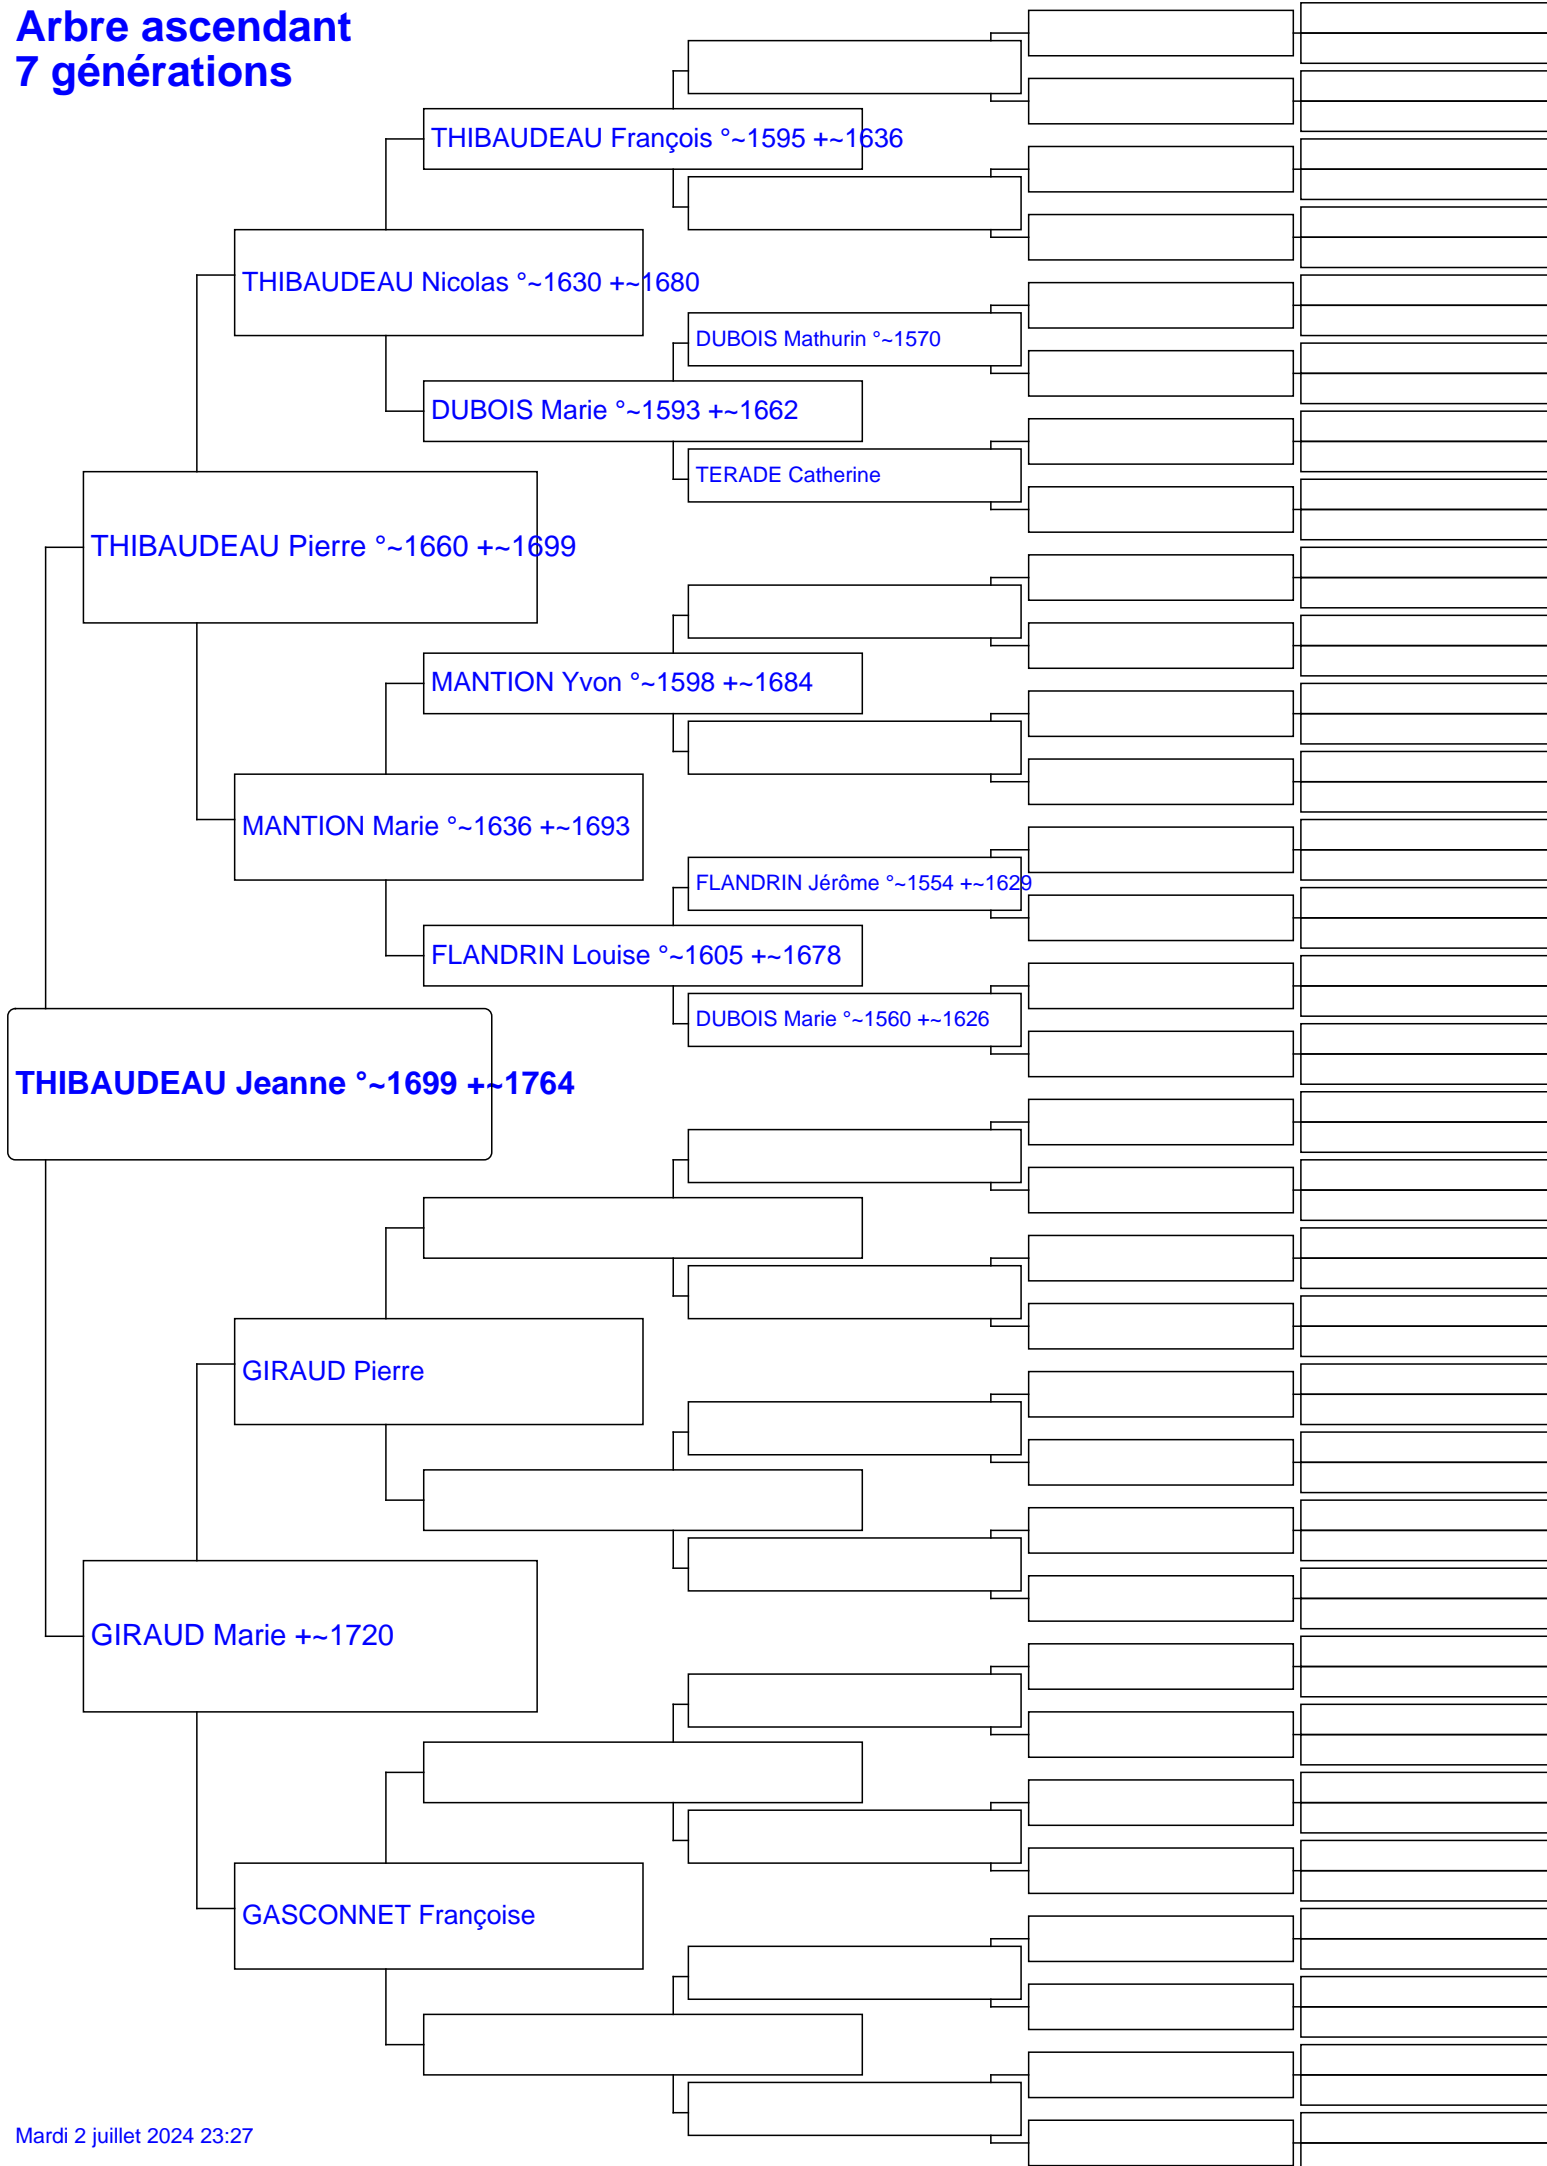 Arbre ascendant
7 générations
THIBAUDEAU François °~1595 +~1636
THIBAUDEAU Nicolas °~1630 +~1680
DUBOIS Mathurin °~1570
DUBOIS Marie °~1593 +~1662
TERADE Catherine
THIBAUDEAU Pierre °~1660 +~1699
MANTION Yvon °~1598 +~1684
MANTION Marie °~1636 +~1693
FLANDRIN Jérôme °~1554 +~1629
FLANDRIN Louise °~1605 +~1678
DUBOIS Marie °~1560 +~1626
THIBAUDEAU Jeanne °~1699 +~1764
GIRAUD Pierre
GIRAUD Marie +~1720
GASCONNET Françoise
Mardi 2 juillet 2024 23:27